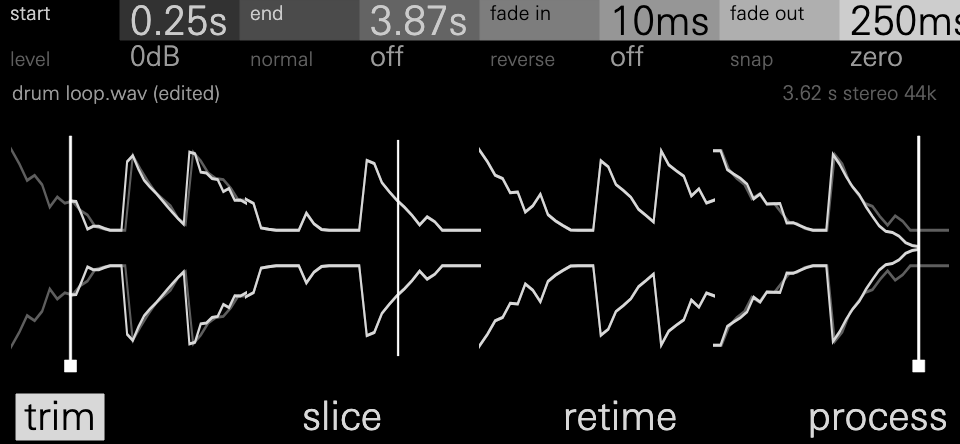 start 0.25s end 3.87s fade in 10ms fade out 250ms
level 0dB normal off reverse off snap zero
drum loop.wav (edited) 3.62 s stereo 44k
trim slice retime process